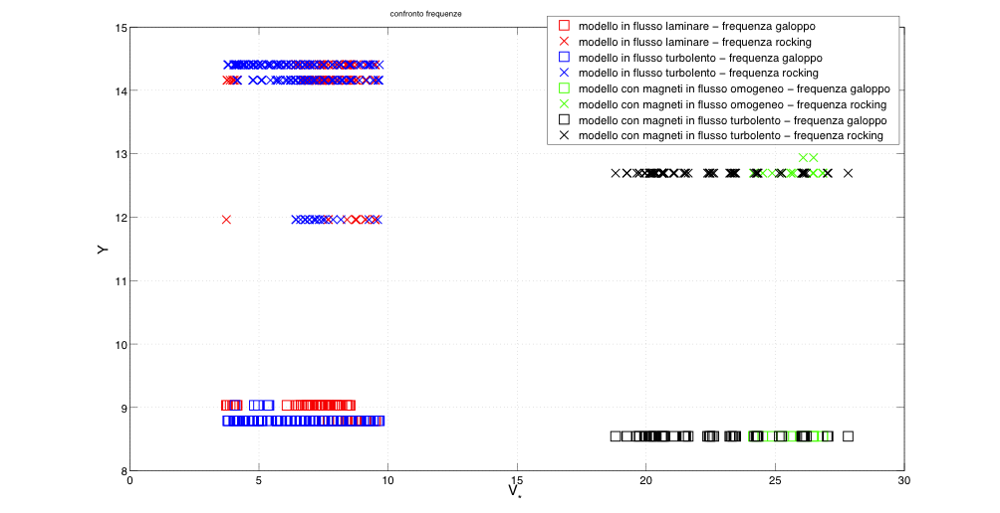 confronto frequenze
modello in flusso laminare – frequenza galoppo
modello in flusso laminare – frequenza rocking
modello in flusso turbolento – frequenza galoppo
modello in flusso turbolento – frequenza rocking
modello con magneti in flusso omogeneo – frequenza galoppo
modello con magneti in flusso omogeneo – frequenza rocking
modello con magneti in flusso turbolento – frequenza galoppo
modello con magneti in flusso turbolento – frequenza rocking
15
14
13
12
11
10
9
8
Y
0 5 10 15 20 25 30
V*